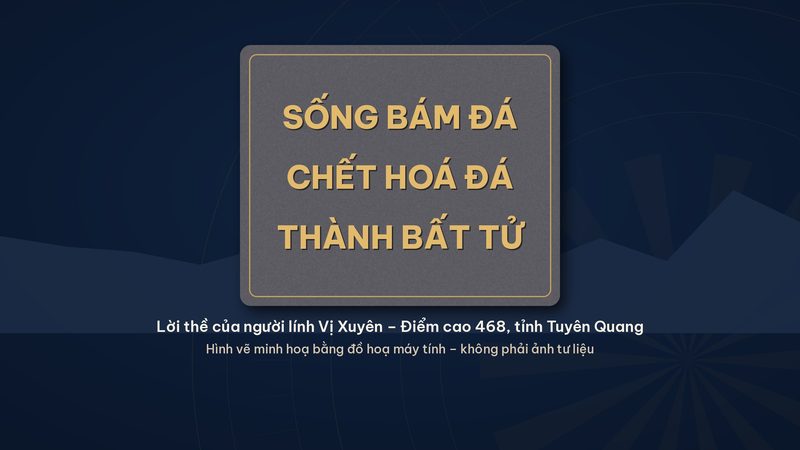 SỐNG BÁM ĐÁ
CHẾT HOÁ ĐÁ
THÀNH BẤT TỬ
Lời thề của người lính Vị Xuyên – Điểm cao 468, tỉnh Tuyên Quang
Hình vẽ minh hoạ bằng đồ hoạ máy tính – không phải ảnh tư liệu